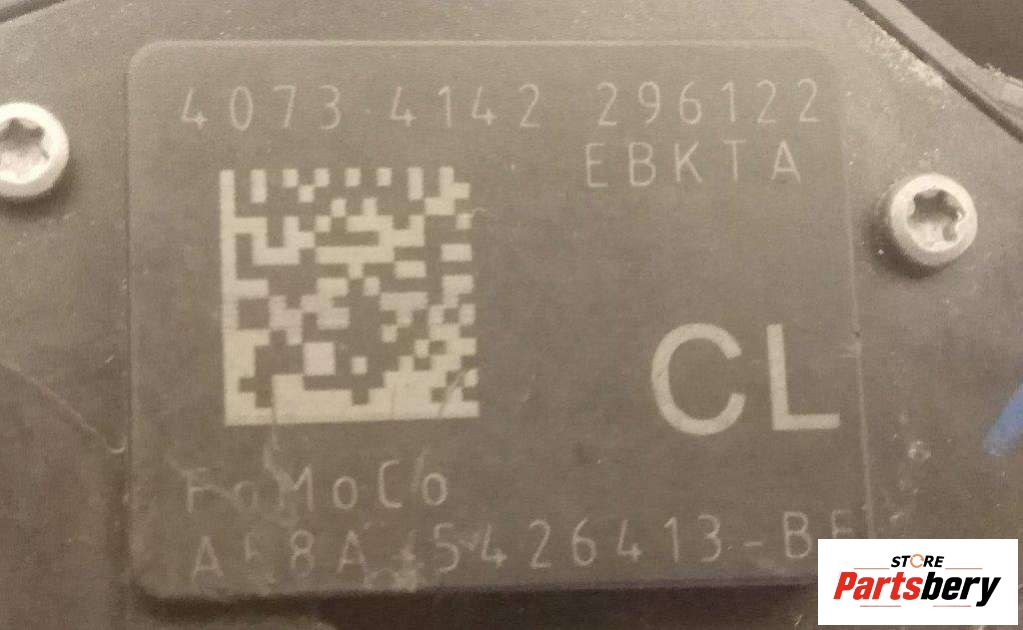 4073 4142 296122
EBKTA
CL
FoMoCo
STORE
Partsbery